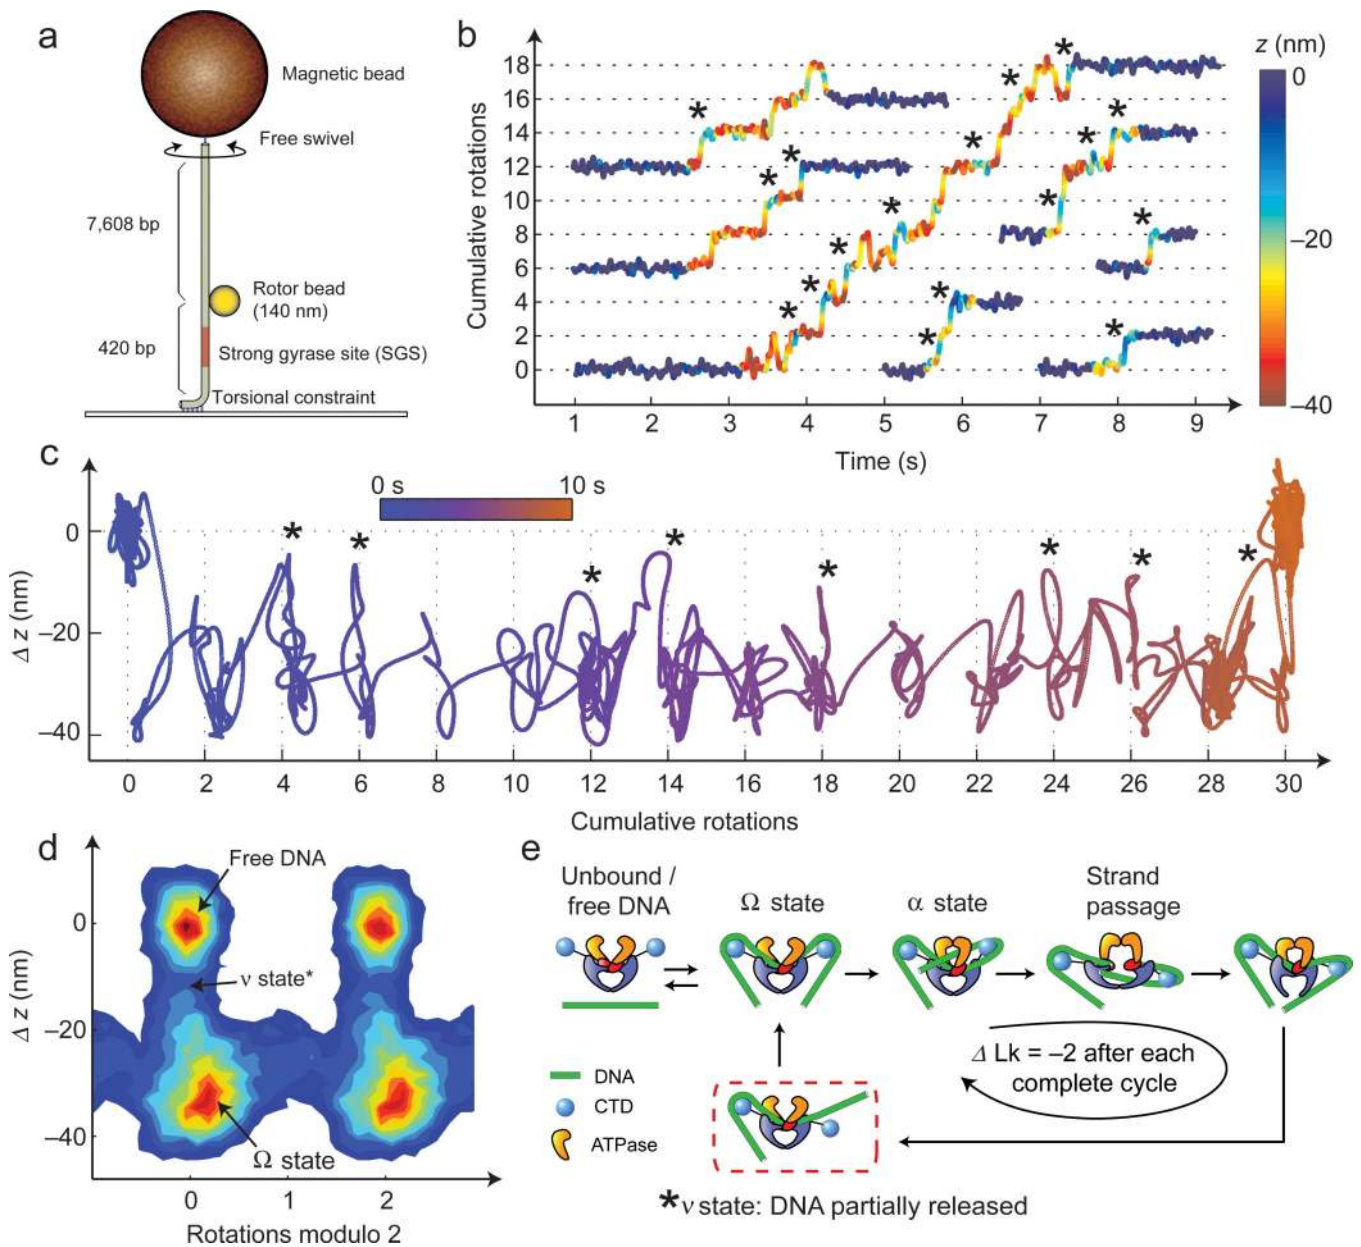 a
Magnetic bead
Free swivel
7,608 bp
Rotor bead
(140 nm)
420 bp
Strong gyrase site (SGS)
Torsional constraint
b
Cumulative rotations
18
16
14
12
10
8
6
4
2
0
* * * * * * * * * * * * * * * * *
1 2 3 4 5 6 7 8 9
Time (s)
z (nm)
0
–20
–40
c
0 s 10 s
Δ z (nm)
0
–20
–40
* * * * * * * *
0 2 4 6 8 10 12 14 16 18 20 22 24 26 28 30
Cumulative rotations
d
Δ z (nm)
0
–20
–40
Free DNA
ν state*
Ω state
0 1 2
Rotations modulo 2
e
Unbound /
free DNA
Ω state
α state
Strand
passage
Δ Lk = –2 after each
complete cycle
DNA
CTD
ATPase
*ν state: DNA partially released